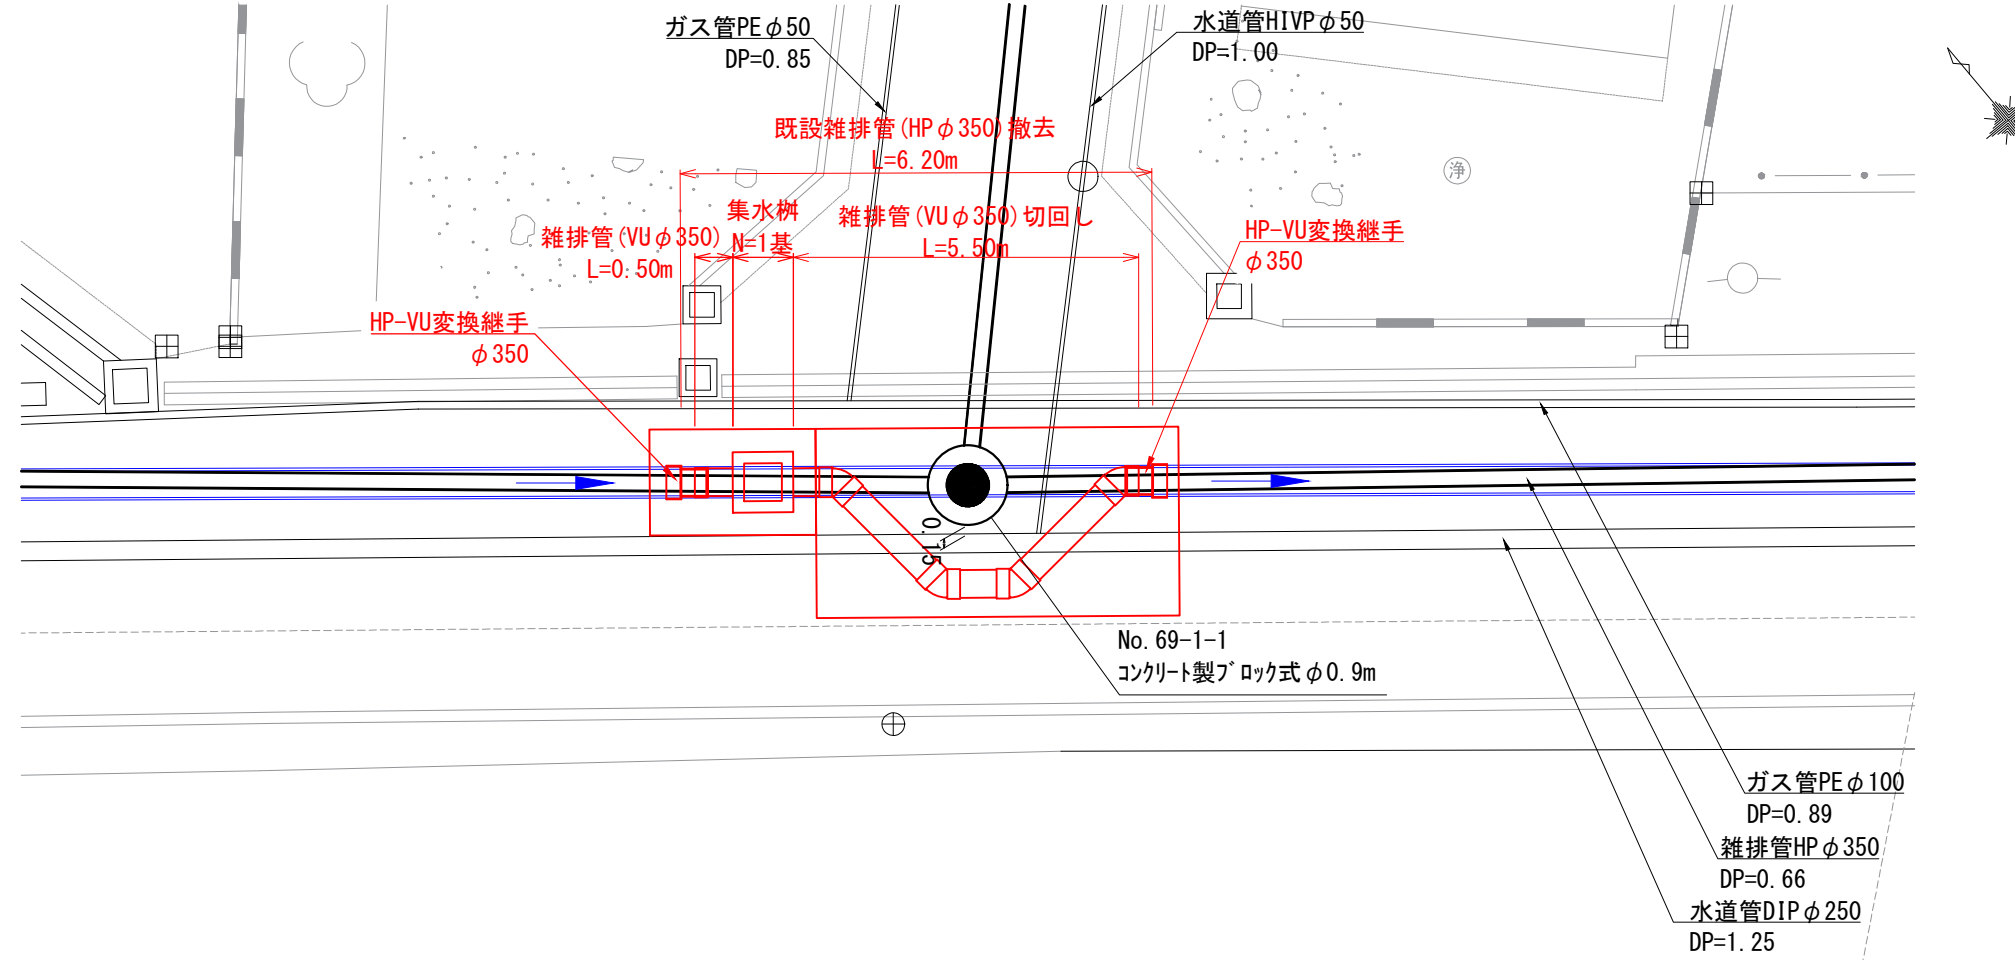 ガス管PEφ50
DP=0.85
水道管HIVPφ50
DP=1.00
既設雑排管(HPφ350)撤去
L=6.20m
浄
集水桝
N=1基
雑排管(VUφ350)切回し
L=5.50m
雑排管(VUφ350)
L=0.50m
HP-VU変換継手
φ350
HP-VU変換継手
φ350
0.15
No.69-1-1
コンクリート製ブロック式φ0.9m
ガス管PEφ100
DP=0.89
雑排管HPφ350
DP=0.66
水道管DIPφ250
DP=1.25